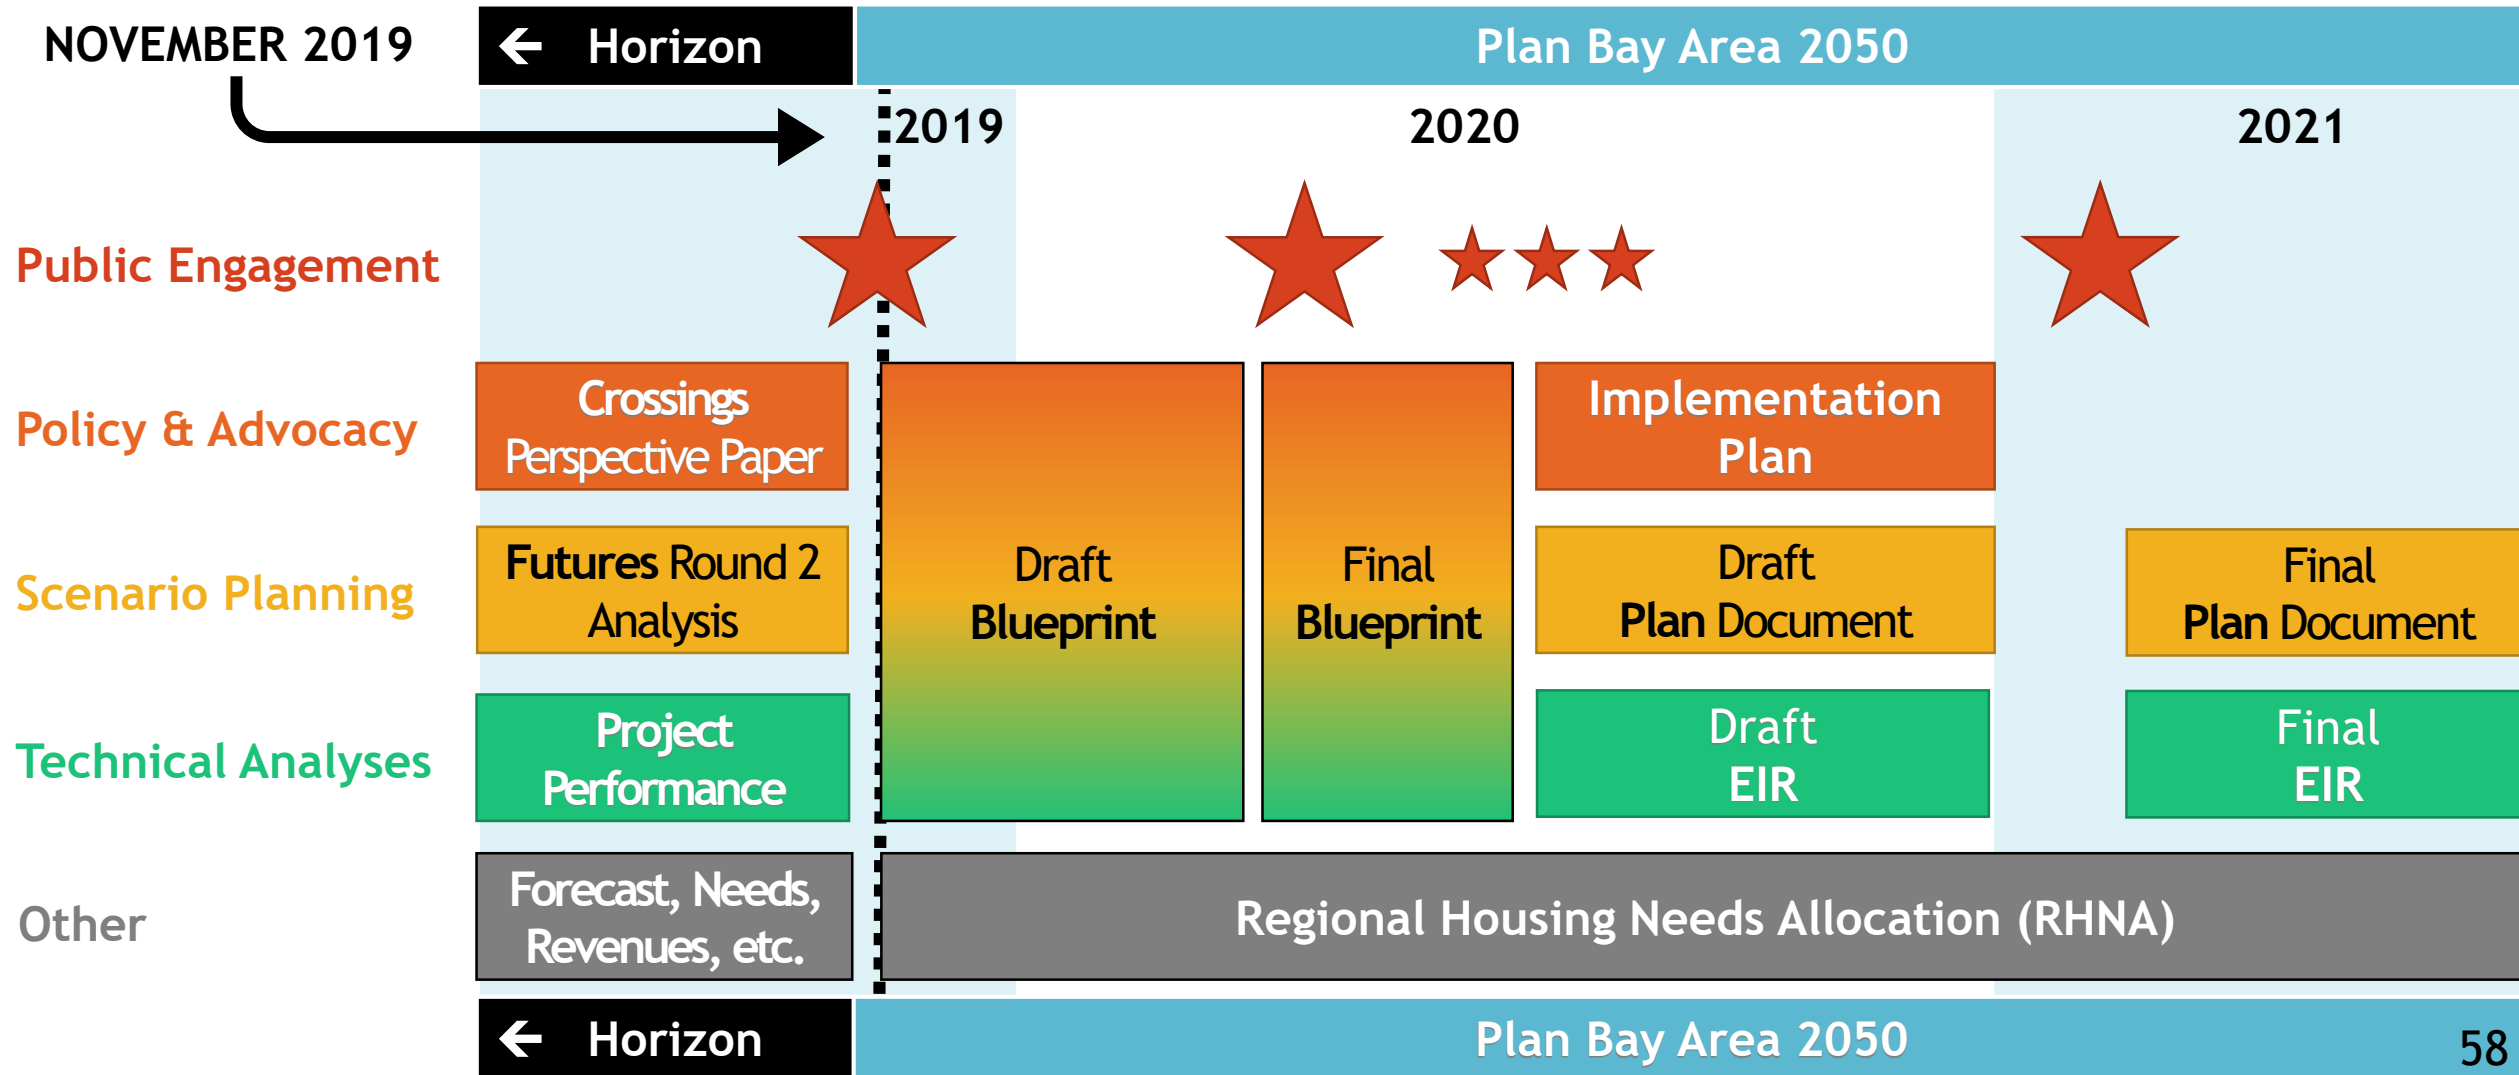 NOVEMBER 2019
← Horizon
Plan Bay Area 2050
2019
2020
2021
Public Engagement
Policy & Advocacy
Crossings
Perspective Paper
Implementation
Plan
Scenario Planning
Futures Round 2
Analysis
Draft
Blueprint
Final
Blueprint
Draft
Plan Document
Final
Plan Document
Technical Analyses
Project
Performance
Draft
EIR
Final
EIR
Other
Forecast, Needs,
Revenues, etc.
Regional Housing Needs Allocation (RHNA)
← Horizon
Plan Bay Area 2050
58